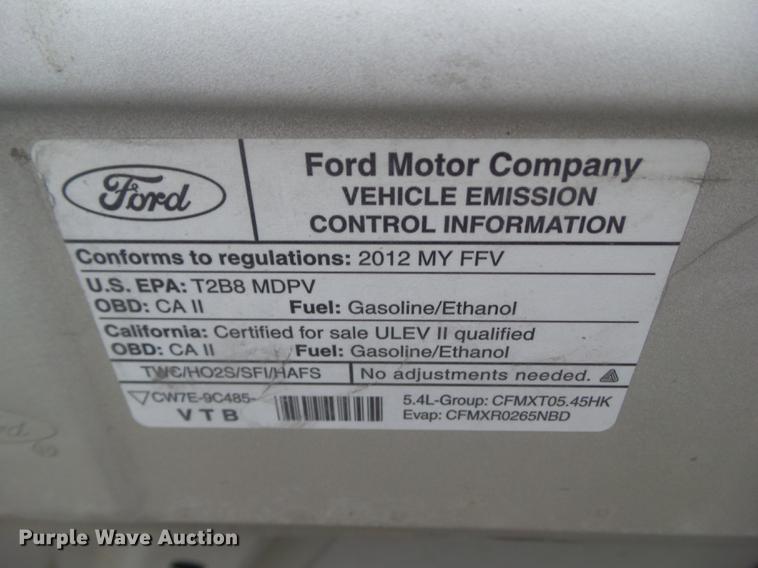 Ford
Ford Motor Company
VEHICLE EMISSION
CONTROL INFORMATION
Conforms to regulations: 2012 MY FFV
U.S. EPA: T2B8 MDPV
OBD: CA II Fuel: Gasoline/Ethanol
California: Certified for sale ULEV II qualified
OBD: CA II Fuel: Gasoline/Ethanol
TWC/HO2S/SFI/HAFS No adjustments needed.
CW7E-9C485- 5.4L-Group: CFMXT05.45HK
VTB Evap: CFMXR0265NBD
Purple Wave Auction